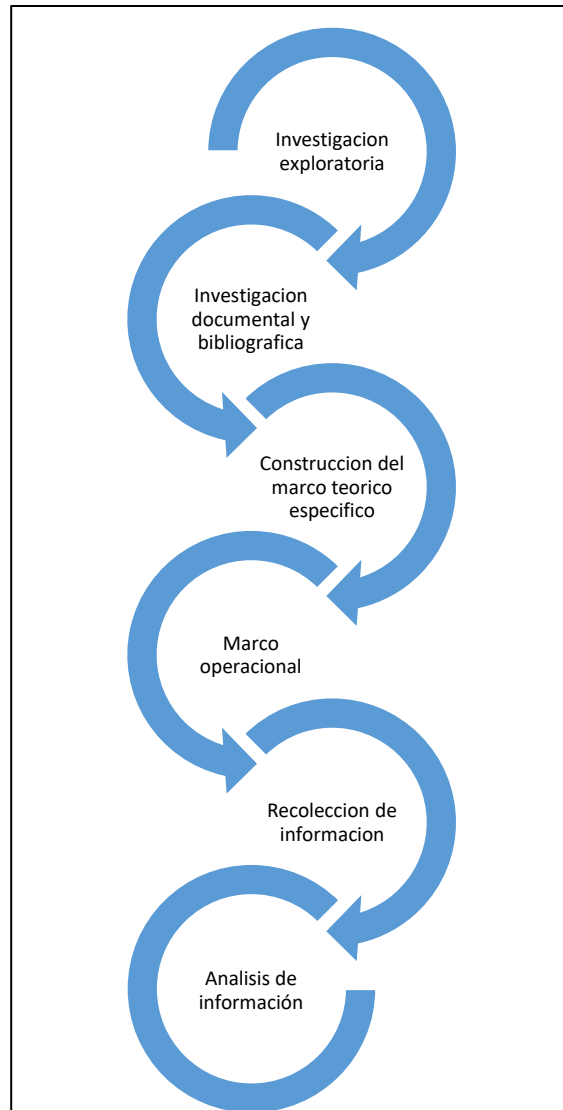 Investigacion
exploratoria
Investigacion
documental y
bibliografica
Construccion del
marco teorico
especifico
Marco
operacional
Recoleccion de
informacion
Analisis de
información